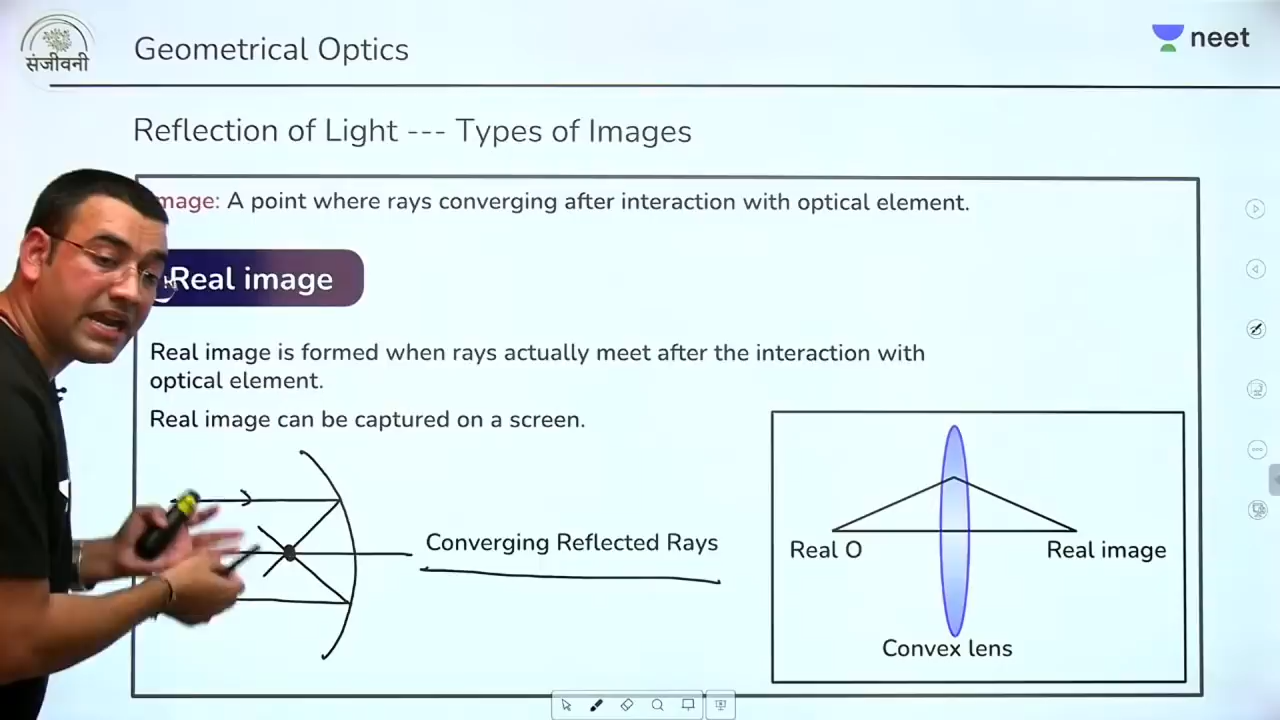 संजीवनी
Geometrical Optics
neet
Reflection of Light --- Types of Images
mage: A point where rays converging after interaction with optical element.
Real image
Real image is formed when rays actually meet after the interaction with
optical element.
Real image can be captured on a screen.
Converging Reflected Rays
Real O
Real image
Convex lens